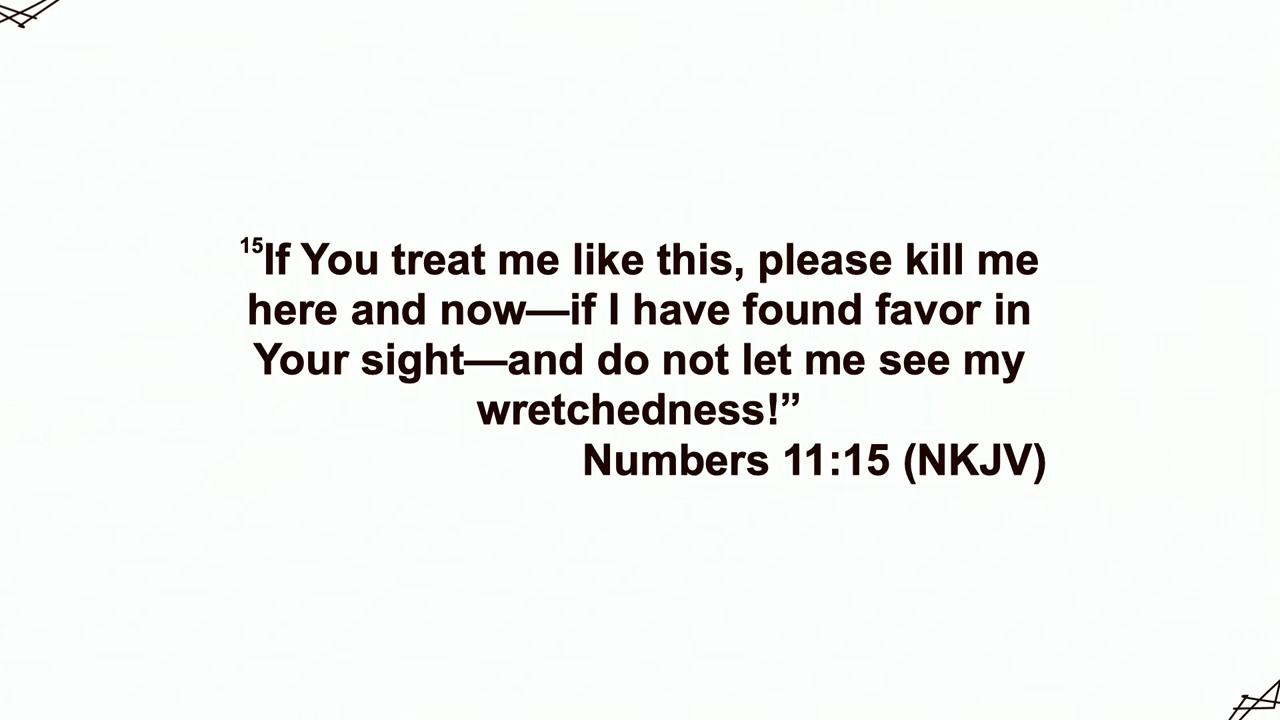 15If You treat me like this, please kill me
here and now—if I have found favor in
Your sight—and do not let me see my
wretchedness!”
Numbers 11:15 (NKJV)